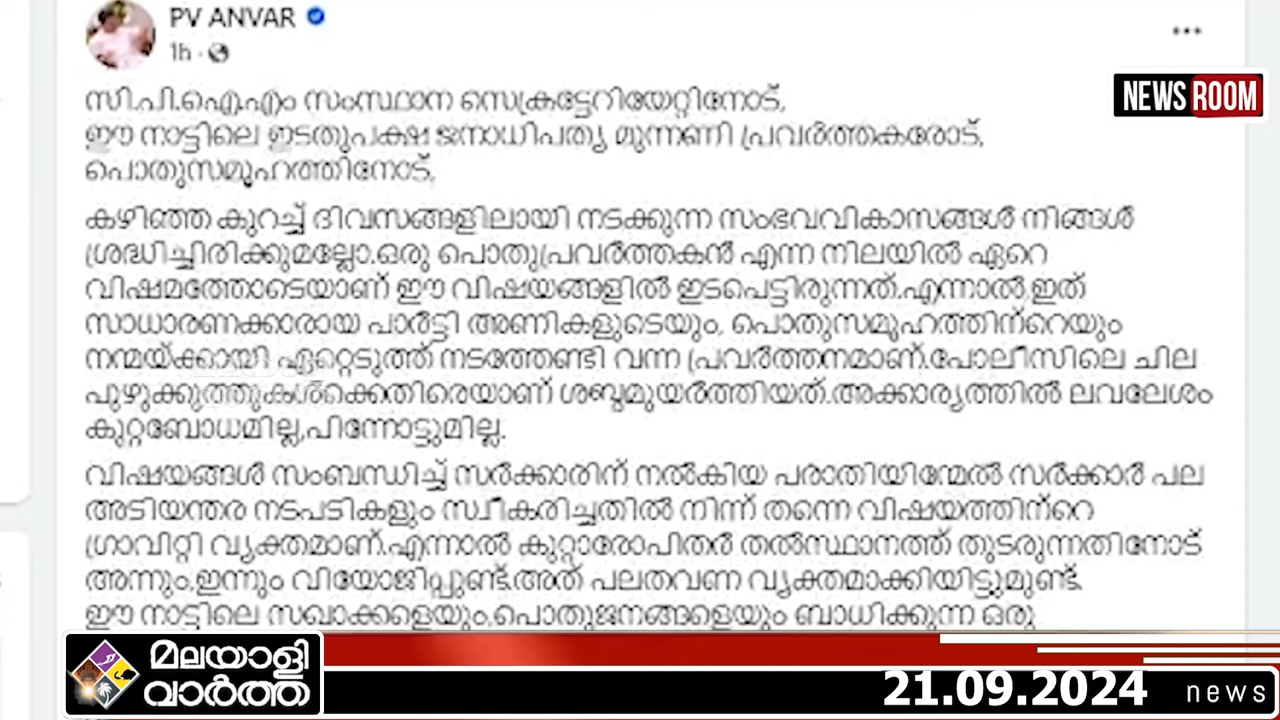 PV ANVAR
1h ·
NEWS ROOM
സി.പി.ഐ.എം സംസ്ഥാന സെക്രട്ടേറിയേറ്റിനോട്,
ഈ നാട്ടിലെ ഇടതുപക്ഷ ജനാധിപത്യ മുന്നണി പ്രവർത്തകരോട്,
പൊതുസമൂഹത്തിനോട്,
കഴിഞ്ഞ കുറച്ച് ദിവസങ്ങളിലായി നടക്കുന്ന സംഭവവികാസങ്ങൾ നിങ്ങൾ
ശ്രദ്ധിച്ചിരിക്കുമല്ലോ.ഒരു പൊതുപ്രവർത്തകൻ എന്ന നിലയിൽ ഏറെ
വിഷമത്തോടെയാണ് ഈ വിഷയങ്ങളിൽ ഇടപെട്ടിരുന്നത്.എന്നാൽ,ഇത്
സാധാരണക്കാരായ പാർട്ടി അണികളുടെയും, പൊതുസമൂഹത്തിന്റെയും
നന്മയ്ക്കായി ഏറ്റെടുത്ത് നടത്തേണ്ടി വന്ന പ്രവർത്തനമാണ്.പോലീസിലെ ചില
പുഴുക്കുത്തുകൾക്കെതിരെയാണ് ശബ്ദമുയർത്തിയത്.അക്കാര്യത്തിൽ ലവലേശം
കുറ്റബോധമില്ല,പിന്നോട്ടുമില്ല.
വിഷയങ്ങൾ സംബന്ധിച്ച് സർക്കാരിന് നൽകിയ പരാതിയിന്മേൽ സർക്കാർ പല
അടിയന്തര നടപടികളും സ്വീകരിച്ചതിൽ നിന്ന് തന്നെ വിഷയത്തിന്റെ
ഗ്രാവിറ്റി വ്യക്തമാണ്.എന്നാൽ കുറ്റാരോപിതർ തൽസ്ഥാനത്ത് തുടരുന്നതിനോട്
അന്നും,ഇന്നും വിയോജിപ്പുണ്ട്.അത് പലതവണ വ്യക്തമാക്കിയിട്ടുമുണ്ട്.
ഈ നാട്ടിലെ സഖാക്കളെയും,പൊതുജനങ്ങളെയും ബാധിക്കുന്ന ഒരു
മലയാളി
വാർത്ത
21.09.2024
news